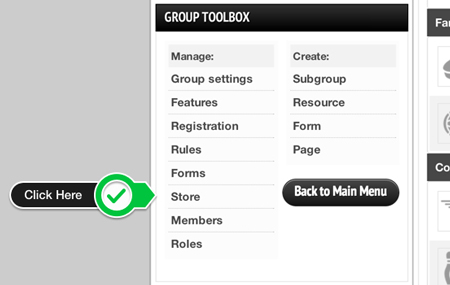 GROUP TOOLBOX
Manage:
Group settings
Features
Registration
Rules
Forms
Store
Members
Roles
Create:
Subgroup
Resource
Form
Page
Back to Main Menu
Click Here
Fa
Co